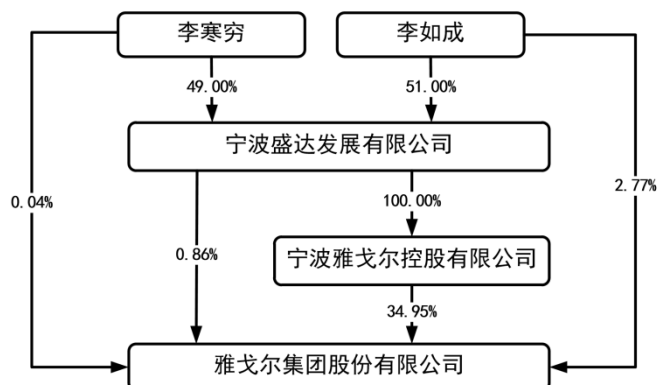 李寒穷
李如成
49.00%
51.00%
宁波盛达发展有限公司
0.04%
0.86%
100.00%
2.77%
宁波雅戈尔控股有限公司
34.95%
雅戈尔集团股份有限公司